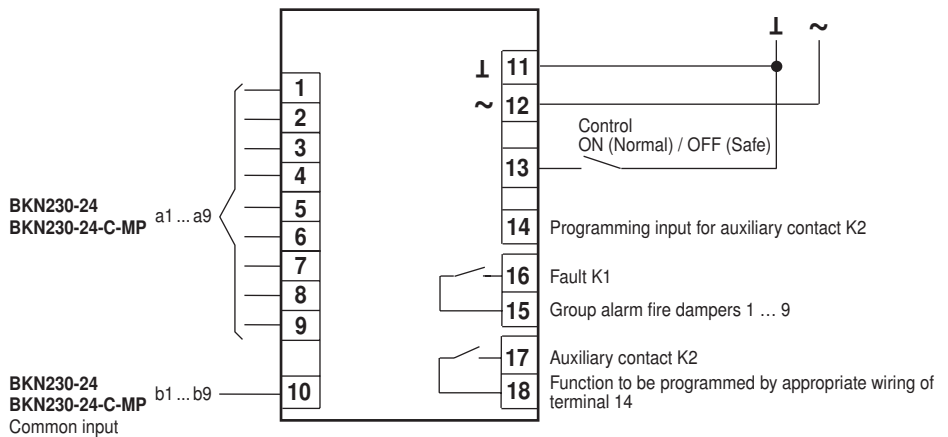 ⊥ ~
⊥ 11
~ 12
Control
ON (Normal) / OFF (Safe)
13
14 Programming input for auxiliary contact K2
16 Fault K1
15 Group alarm fire dampers 1 … 9
17 Auxiliary contact K2
18 Function to be programmed by appropriate wiring of
terminal 14
1
2
3
4
5
6
7
8
9
10
BKN230-24
BKN230-24-C-MP a1 ... a9
BKN230-24
BKN230-24-C-MP b1 ... b9
Common input